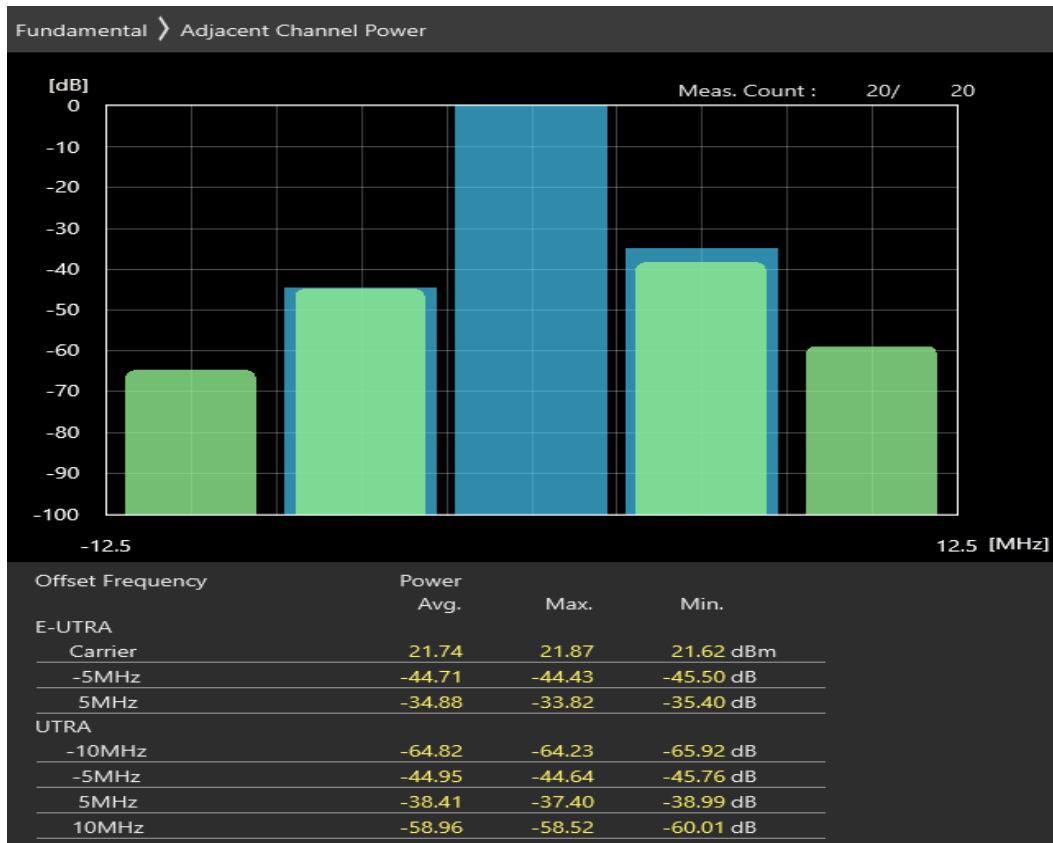 Fundamental 〉 Adjacent Channel Power
[dB]
Meas. Count : 20/ 20
0
-10
-20
-30
-40
-50
-60
-70
-80
-90
-100
-12.5 12.5 [MHz]
Offset Frequency Power
Avg. Max. Min.
E-UTRA
Carrier 21.74 21.87 21.62 dBm
-5MHz -44.71 -44.43 -45.50 dB
5MHz -34.88 -33.82 -35.40 dB
UTRA
-10MHz -64.82 -64.23 -65.92 dB
-5MHz -44.95 -44.64 -45.76 dB
5MHz -38.41 -37.40 -38.99 dB
10MHz -58.96 -58.52 -60.01 dB